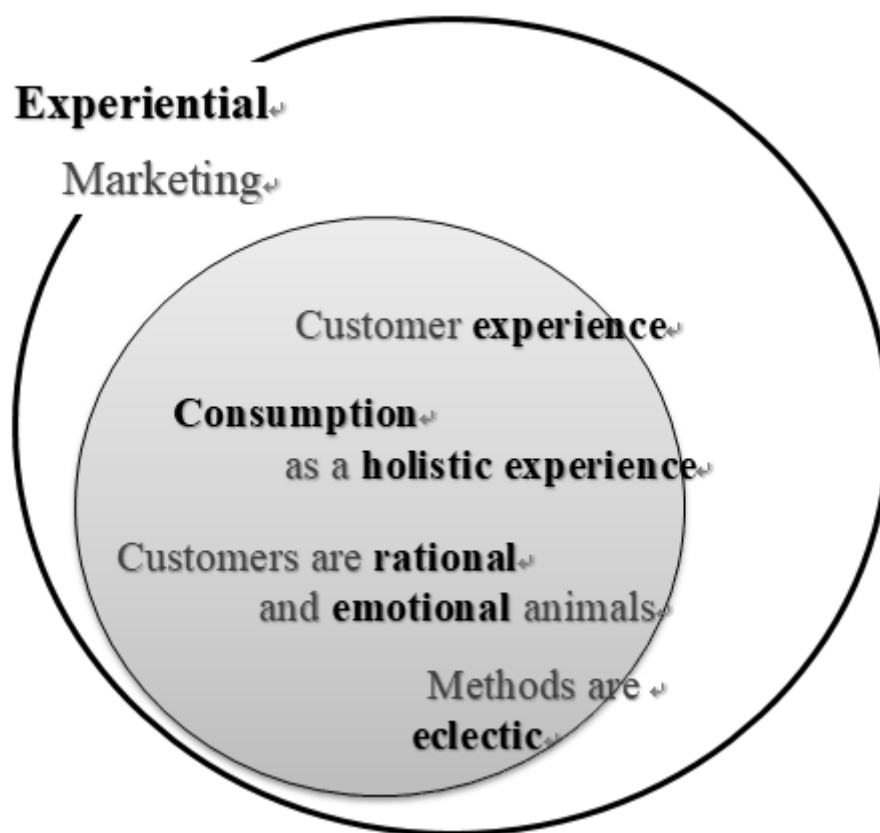 Experiential
Marketing
Customer experience
Consumption
as a holistic experience
Customers are rational
and emotional animals
Methods are
eclectic